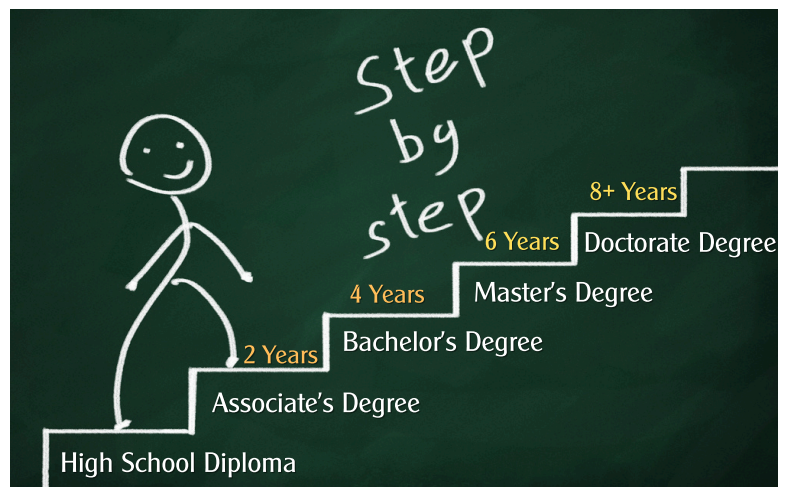 Step
by
step
8+ Years
Doctorate Degree
6 Years
Master's Degree
4 Years
Bachelor's Degree
2 Years
Associate's Degree
High School Diploma